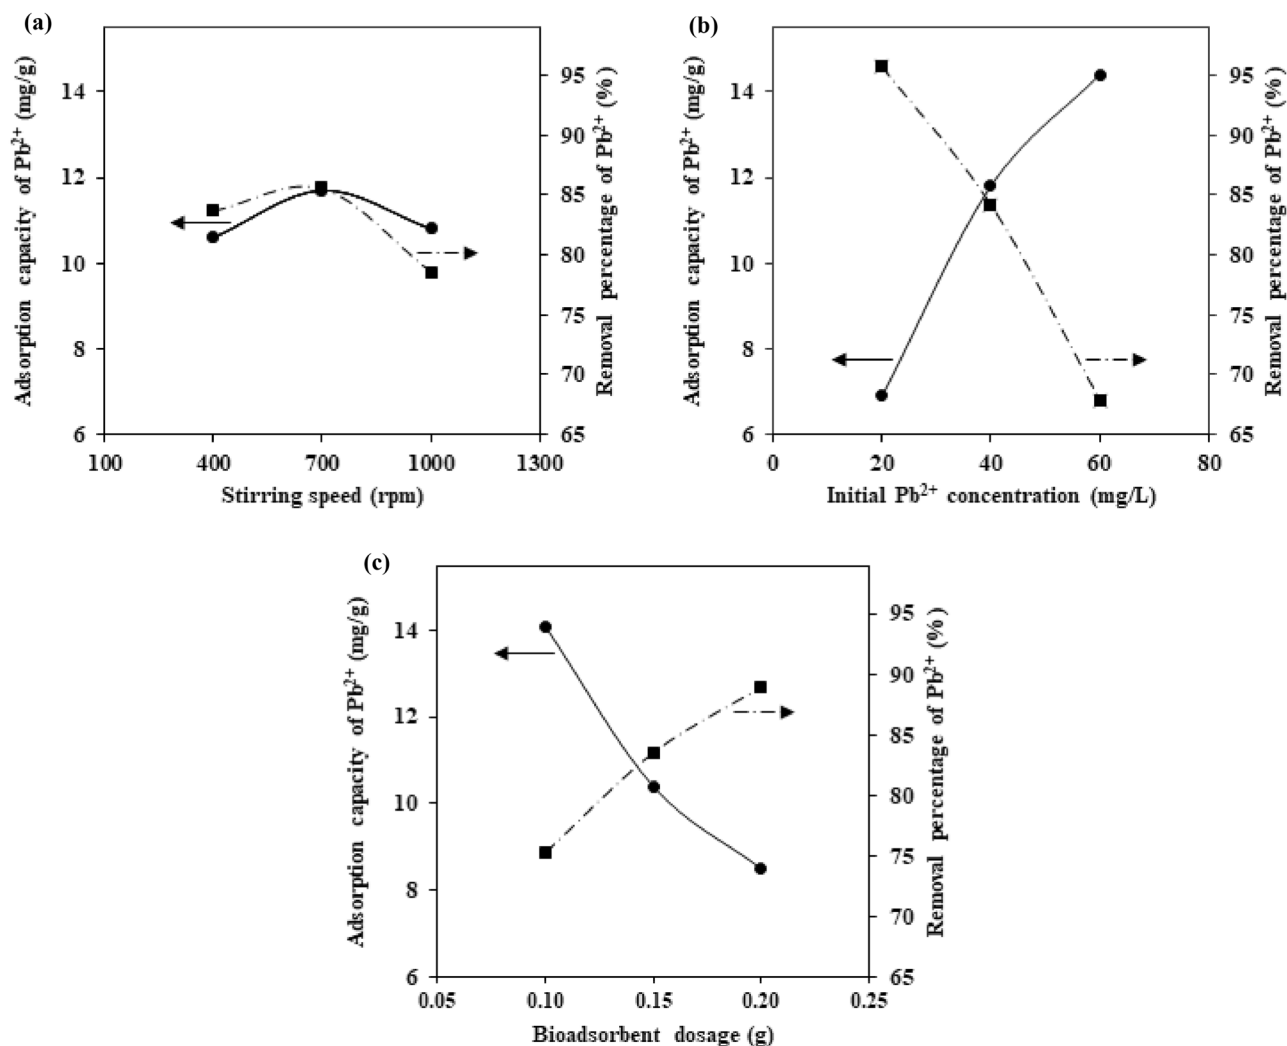 (a)
Adsorption capacity of Pb²⁺ (mg/g)
14
12
10
8
6
95
90
85
80
75
70
65
Removal percentage of Pb²⁺ (%)
100 400 700 1000 1300
Stirring speed (rpm)
(b)
Adsorption capacity of Pb²⁺ (mg/g)
14
12
10
8
6
95
90
85
80
75
70
65
Removal percentage of Pb²⁺ (%)
0 20 40 60 80
Initial Pb²⁺ concentration (mg/L)
(c)
Adsorption capacity of Pb²⁺ (mg/g)
14
12
10
8
6
95
90
85
80
75
70
65
Removal percentage of Pb²⁺ (%)
0.05 0.10 0.15 0.20 0.25
Bioadsorbent dosage (g)